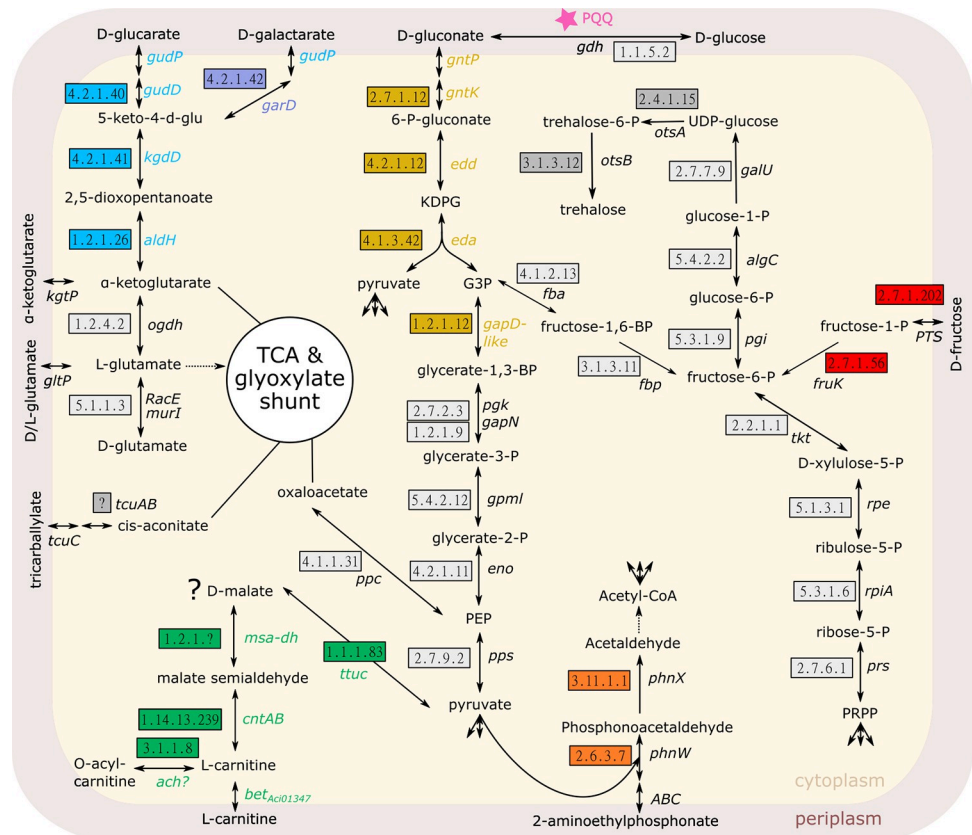 PQQ
D-glucarate
D-galactarate
D-gluconate
gdh
1.1.5.2
D-glucose
gudP
gudP
gntP
4.2.1.40
gudD
4.2.1.42
garD
2.7.1.12
gntK
5-keto-4-d-glu
6-P-gluconate
2.4.1.15
trehalose-6-P
otsA
UDP-glucose
4.2.1.41
kgdD
4.2.1.12
edd
3.1.3.12
otsB
2.7.7.9
galU
2,5-dioxopentanoate
KDPG
trehalose
glucose-1-P
1.2.1.26
aldH
4.1.3.42
eda
5.4.2.2
algC
α-ketoglutarate
kgtP
α-ketoglutarate
pyruvate
G3P
4.1.2.13
fba
glucose-6-P
2.7.1.202
1.2.4.2
ogdh
1.2.1.12
gapD-
like
fructose-1,6-BP
5.3.1.9
pgi
fructose-1-P
PTS
D-fructose
D/L-glutamate
gltP
L-glutamate
TCA &
glyoxylate
shunt
glycerate-1,3-BP
3.1.3.11
fbp
fructose-6-P
2.7.1.56
fruK
5.1.1.3
RacE
murI
2.7.2.3
pgk
1.2.1.9
gapN
2.2.1.1
tkt
D-glutamate
glycerate-3-P
D-xylulose-5-P
?
tcuAB
oxaloacetate
5.4.2.12
gpml
5.1.3.1
rpe
tricarballylate
tcuC
cis-aconitate
glycerate-2-P
ribulose-5-P
4.1.1.31
ppc
4.2.1.11
eno
5.3.1.6
rpiA
? D-malate
Acetyl-CoA
PEP
ribose-5-P
1.2.1.?
msa-dh
1.1.1.83
ttuc
2.7.9.2
pps
Acetaldehyde
2.7.6.1
prs
malate semialdehyde
3.11.1.1
phnX
pyruvate
PRPP
1.14.13.239
cntAB
Phosphonoacetaldehyde
3.1.1.8
2.6.3.7
phnW
O-acyl-
carnitine
ach?
L-carnitine
cytoplasm
betAci01347
ABC
L-carnitine
2-aminoethylphosphonate
periplasm